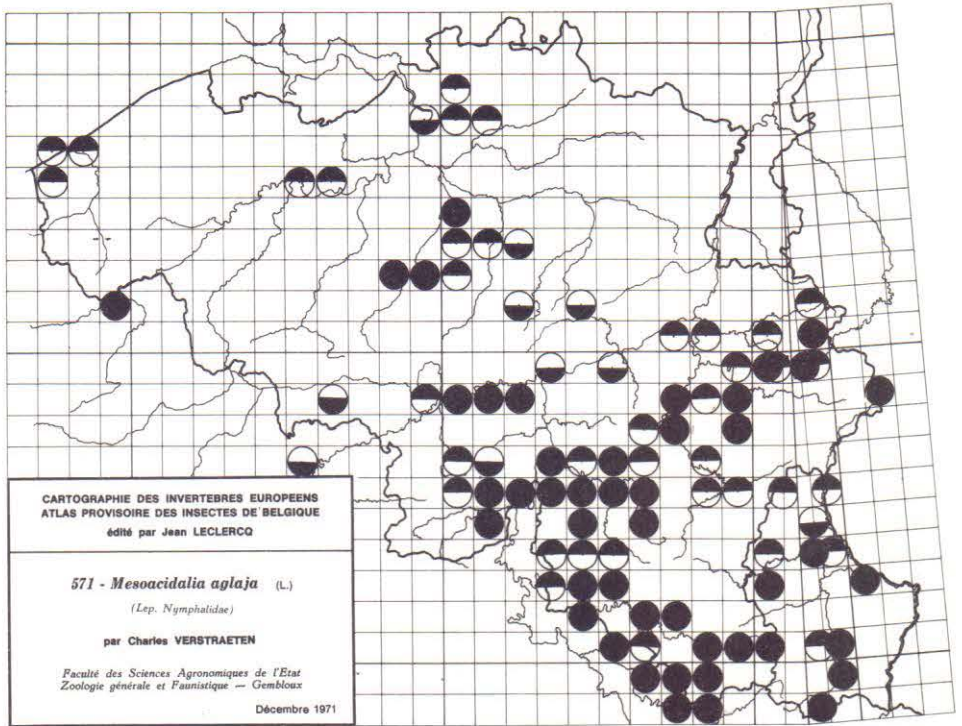 CARTOGRAPHIE DES INVERTEBRES EUROPEENS
ATLAS PROVISOIRE DES INSECTES DE BELGIQUE
édité par Jean LECLERCQ
571 - Mesoacidalia aglaja (L.)
(Lep. Nymphalidae)
par Charles VERSTRAETEN
Faculté des Sciences Agronomiques de l'Etat
Zoologie générale et Faunistique — Gembloux
Décembre 1971